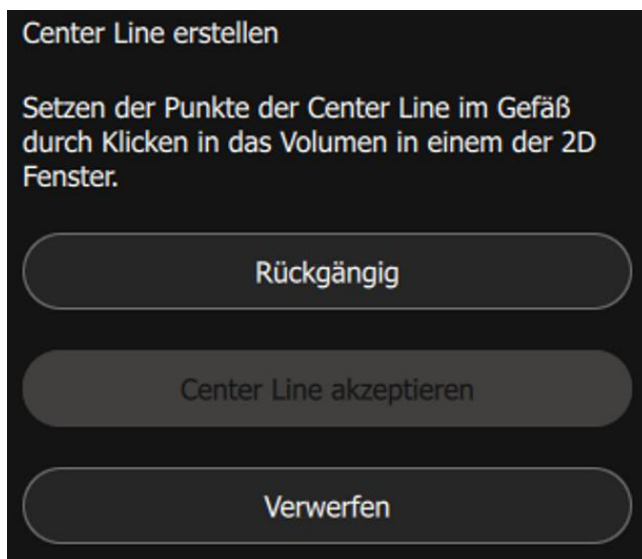 Center Line erstellen
Setzen der Punkte der Center Line im Gefäß
durch Klicken in das Volumen in einem der 2D
Fenster.
Rückgängig
Center Line akzeptieren
Verwerfen